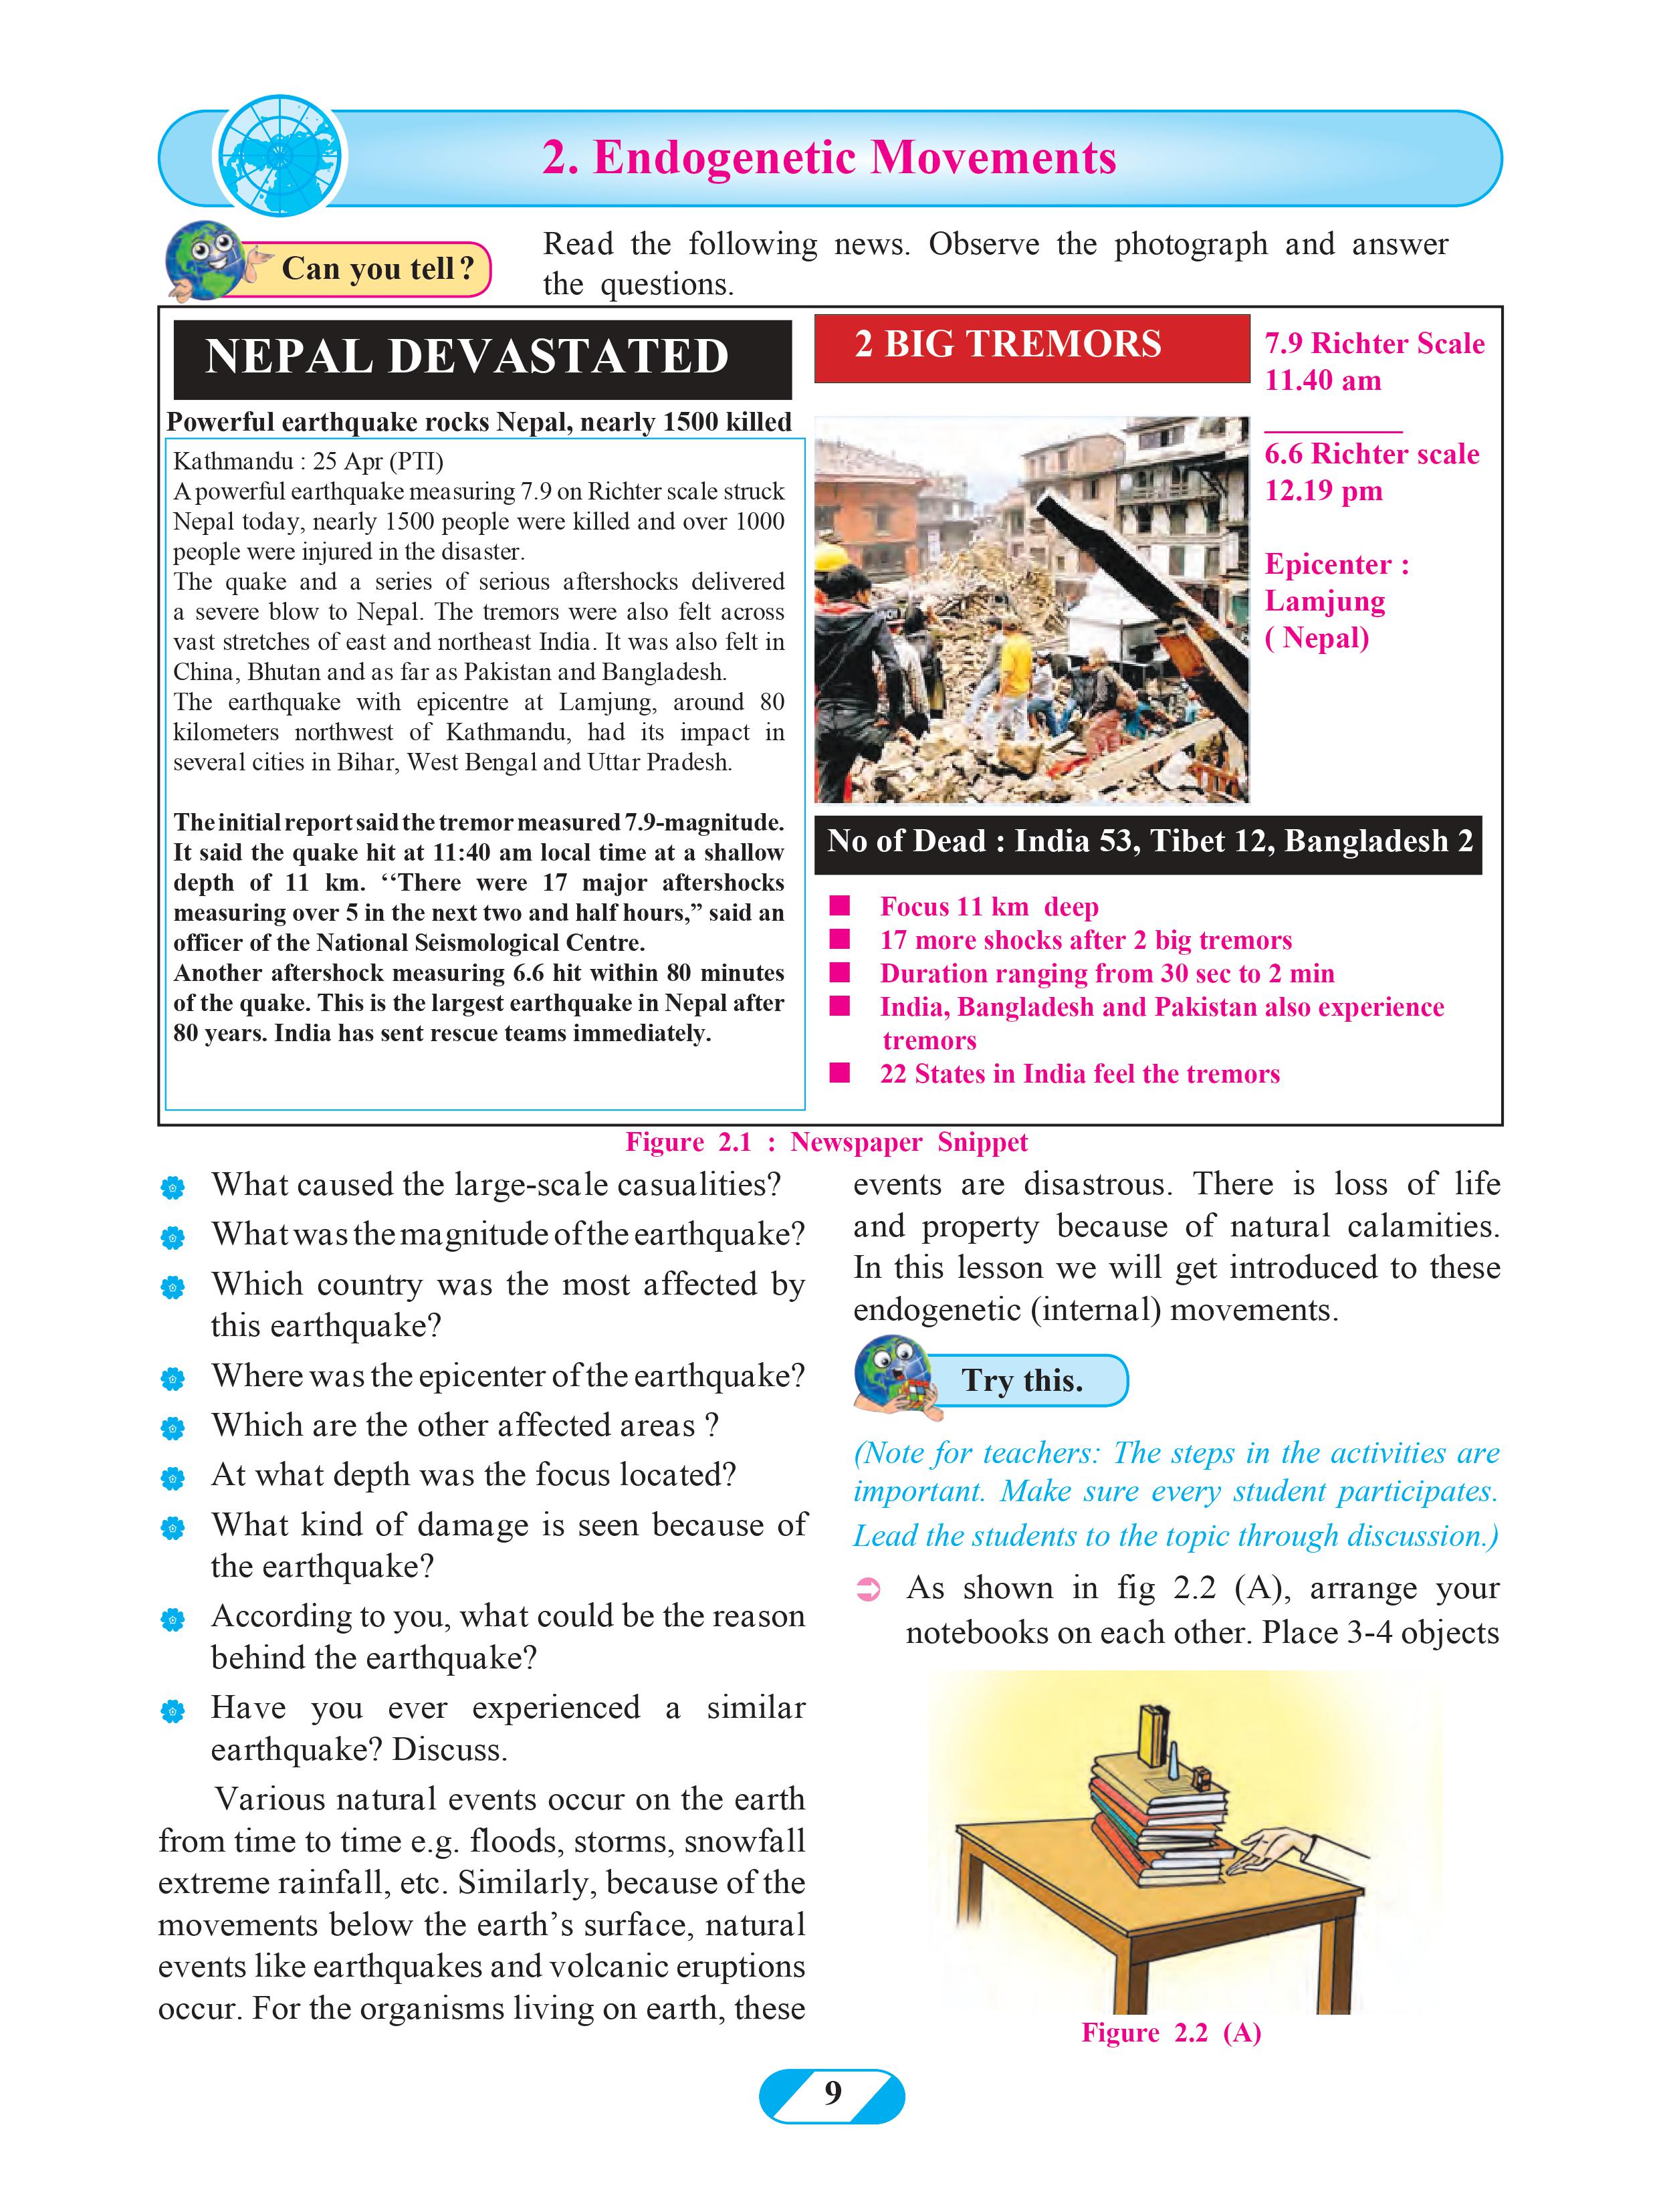 2. Endogenetic Movements
Can you tell?
Read the following news. Observe the photograph and answer
the questions.
NEPAL DEVASTATED
Powerful earthquake rocks Nepal, nearly 1500 killed
Kathmandu : 25 Apr (PTI)
A powerful earthquake measuring 7.9 on Richter scale struck
Nepal today, nearly 1500 people were killed and over 1000
people were injured in the disaster.
The quake and a series of serious aftershocks delivered
a severe blow to Nepal. The tremors were also felt across
vast stretches of east and northeast India. It was also felt in
China, Bhutan and as far as Pakistan and Bangladesh.
The earthquake with epicentre at Lamjung, around 80
kilometers northwest of Kathmandu, had its impact in
several cities in Bihar, West Bengal and Uttar Pradesh.
The initial report said the tremor measured 7.9-magnitude.
It said the quake hit at 11:40 am local time at a shallow
depth of 11 km. ‘‘There were 17 major aftershocks
measuring over 5 in the next two and half hours,” said an
officer of the National Seismological Centre.
Another aftershock measuring 6.6 hit within 80 minutes
of the quake. This is the largest earthquake in Nepal after
80 years. India has sent rescue teams immediately.
2 BIG TREMORS
7.9 Richter Scale
11.40 am
6.6 Richter scale
12.19 pm
Epicenter :
Lamjung
( Nepal)
No of Dead : India 53, Tibet 12, Bangladesh 2
Focus 11 km deep
17 more shocks after 2 big tremors
Duration ranging from 30 sec to 2 min
India, Bangladesh and Pakistan also experience
tremors
22 States in India feel the tremors
Figure 2.1 : Newspaper Snippet
What caused the large-scale casualities?
What was the magnitude of the earthquake?
Which country was the most affected by
this earthquake?
Where was the epicenter of the earthquake?
Which are the other affected areas ?
At what depth was the focus located?
What kind of damage is seen because of
the earthquake?
According to you, what could be the reason
behind the earthquake?
Have you ever experienced a similar
earthquake? Discuss.
Various natural events occur on the earth
from time to time e.g. floods, storms, snowfall
extreme rainfall, etc. Similarly, because of the
movements below the earth’s surface, natural
events like earthquakes and volcanic eruptions
occur. For the organisms living on earth, these
events are disastrous. There is loss of life
and property because of natural calamities.
In this lesson we will get introduced to these
endogenetic (internal) movements.
Try this.
(Note for teachers: The steps in the activities are
important. Make sure every student participates.
Lead the students to the topic through discussion.)
As shown in fig 2.2 (A), arrange your
notebooks on each other. Place 3-4 objects
Figure 2.2 (A)
9